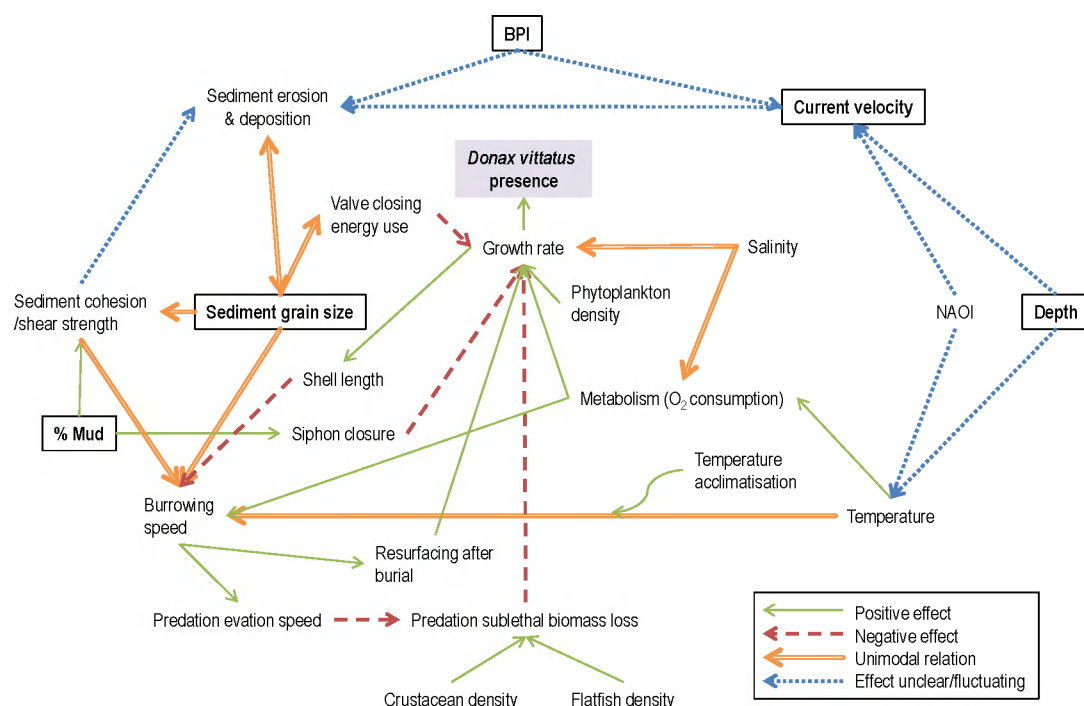 BPI
Sediment erosion
& deposition
Current velocity
Donax vittatus
presence
Valve closing
energy use
Growth rate
Salinity
Phytoplankton
density
Sediment cohesion
/shear strength
Sediment grain size
NAOI
Depth
Shell length
Metabolism (O₂ consumption)
% Mud
Siphon closure
Temperature
acclimatisation
Burrowing
speed
Temperature
Resurfacing after
burial
Predation evation speed
Predation sublethal biomass loss
Crustacean density
Flatfish density
Positive effect
Negative effect
Unimodal relation
Effect unclear/fluctuating